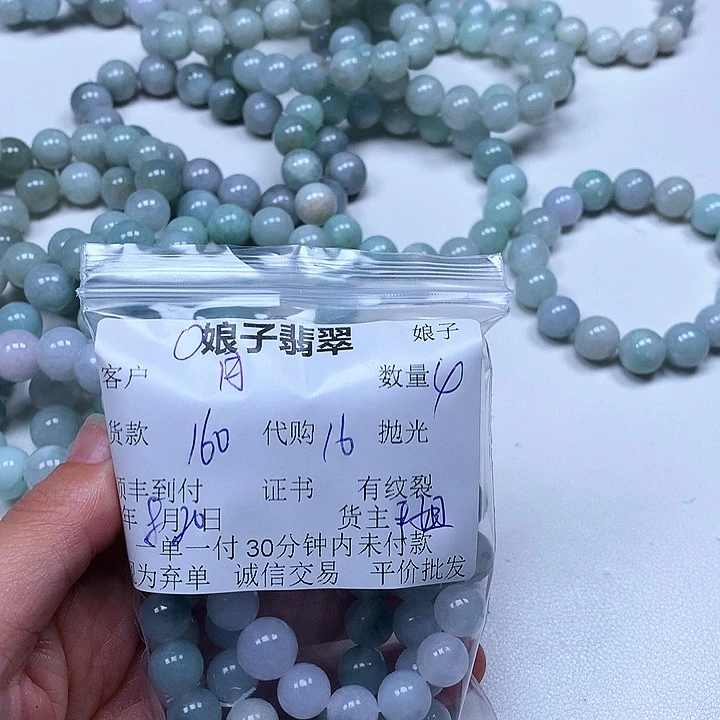 娘子翡翠 娘子
客户 月 数量 4
货款 160 代购 16 抛光
顺丰到付 证书 有纹裂
年 8月20日 货主
一单一付 30分钟内未付款
视为弃单 诚信交易 平价批发